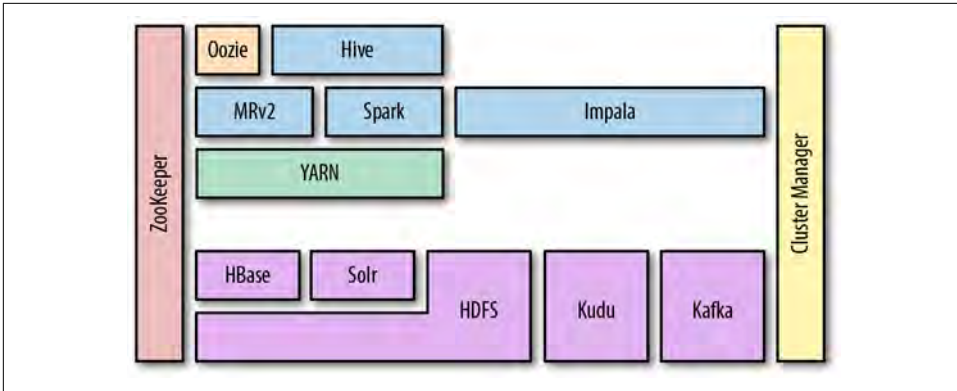 ZooKeeper
Oozie
Hive
MRv2
Spark
Impala
YARN
HBase
Solr
HDFS
Kudu
Kafka
Cluster Manager